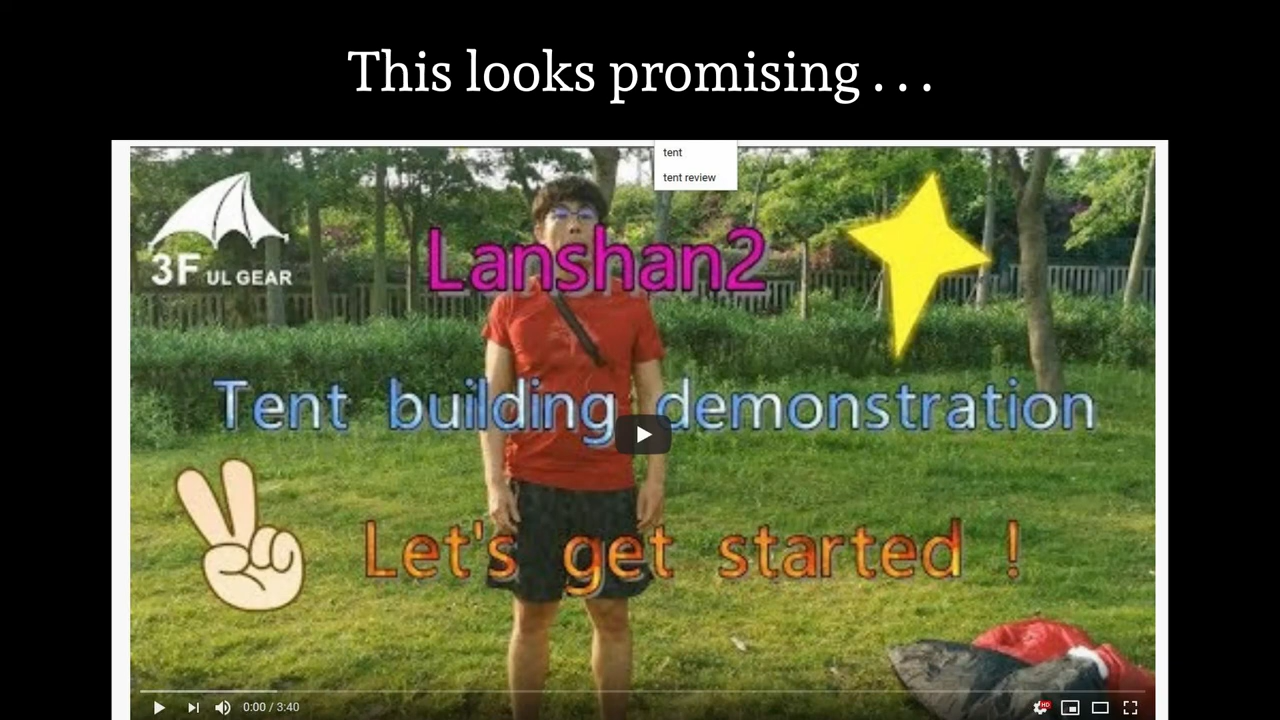 This looks promising . . .
tent
tent review
3F UL GEAR
Lanshan2
Tent building demonstration
Let's get started !
0:00 / 3:40
HD